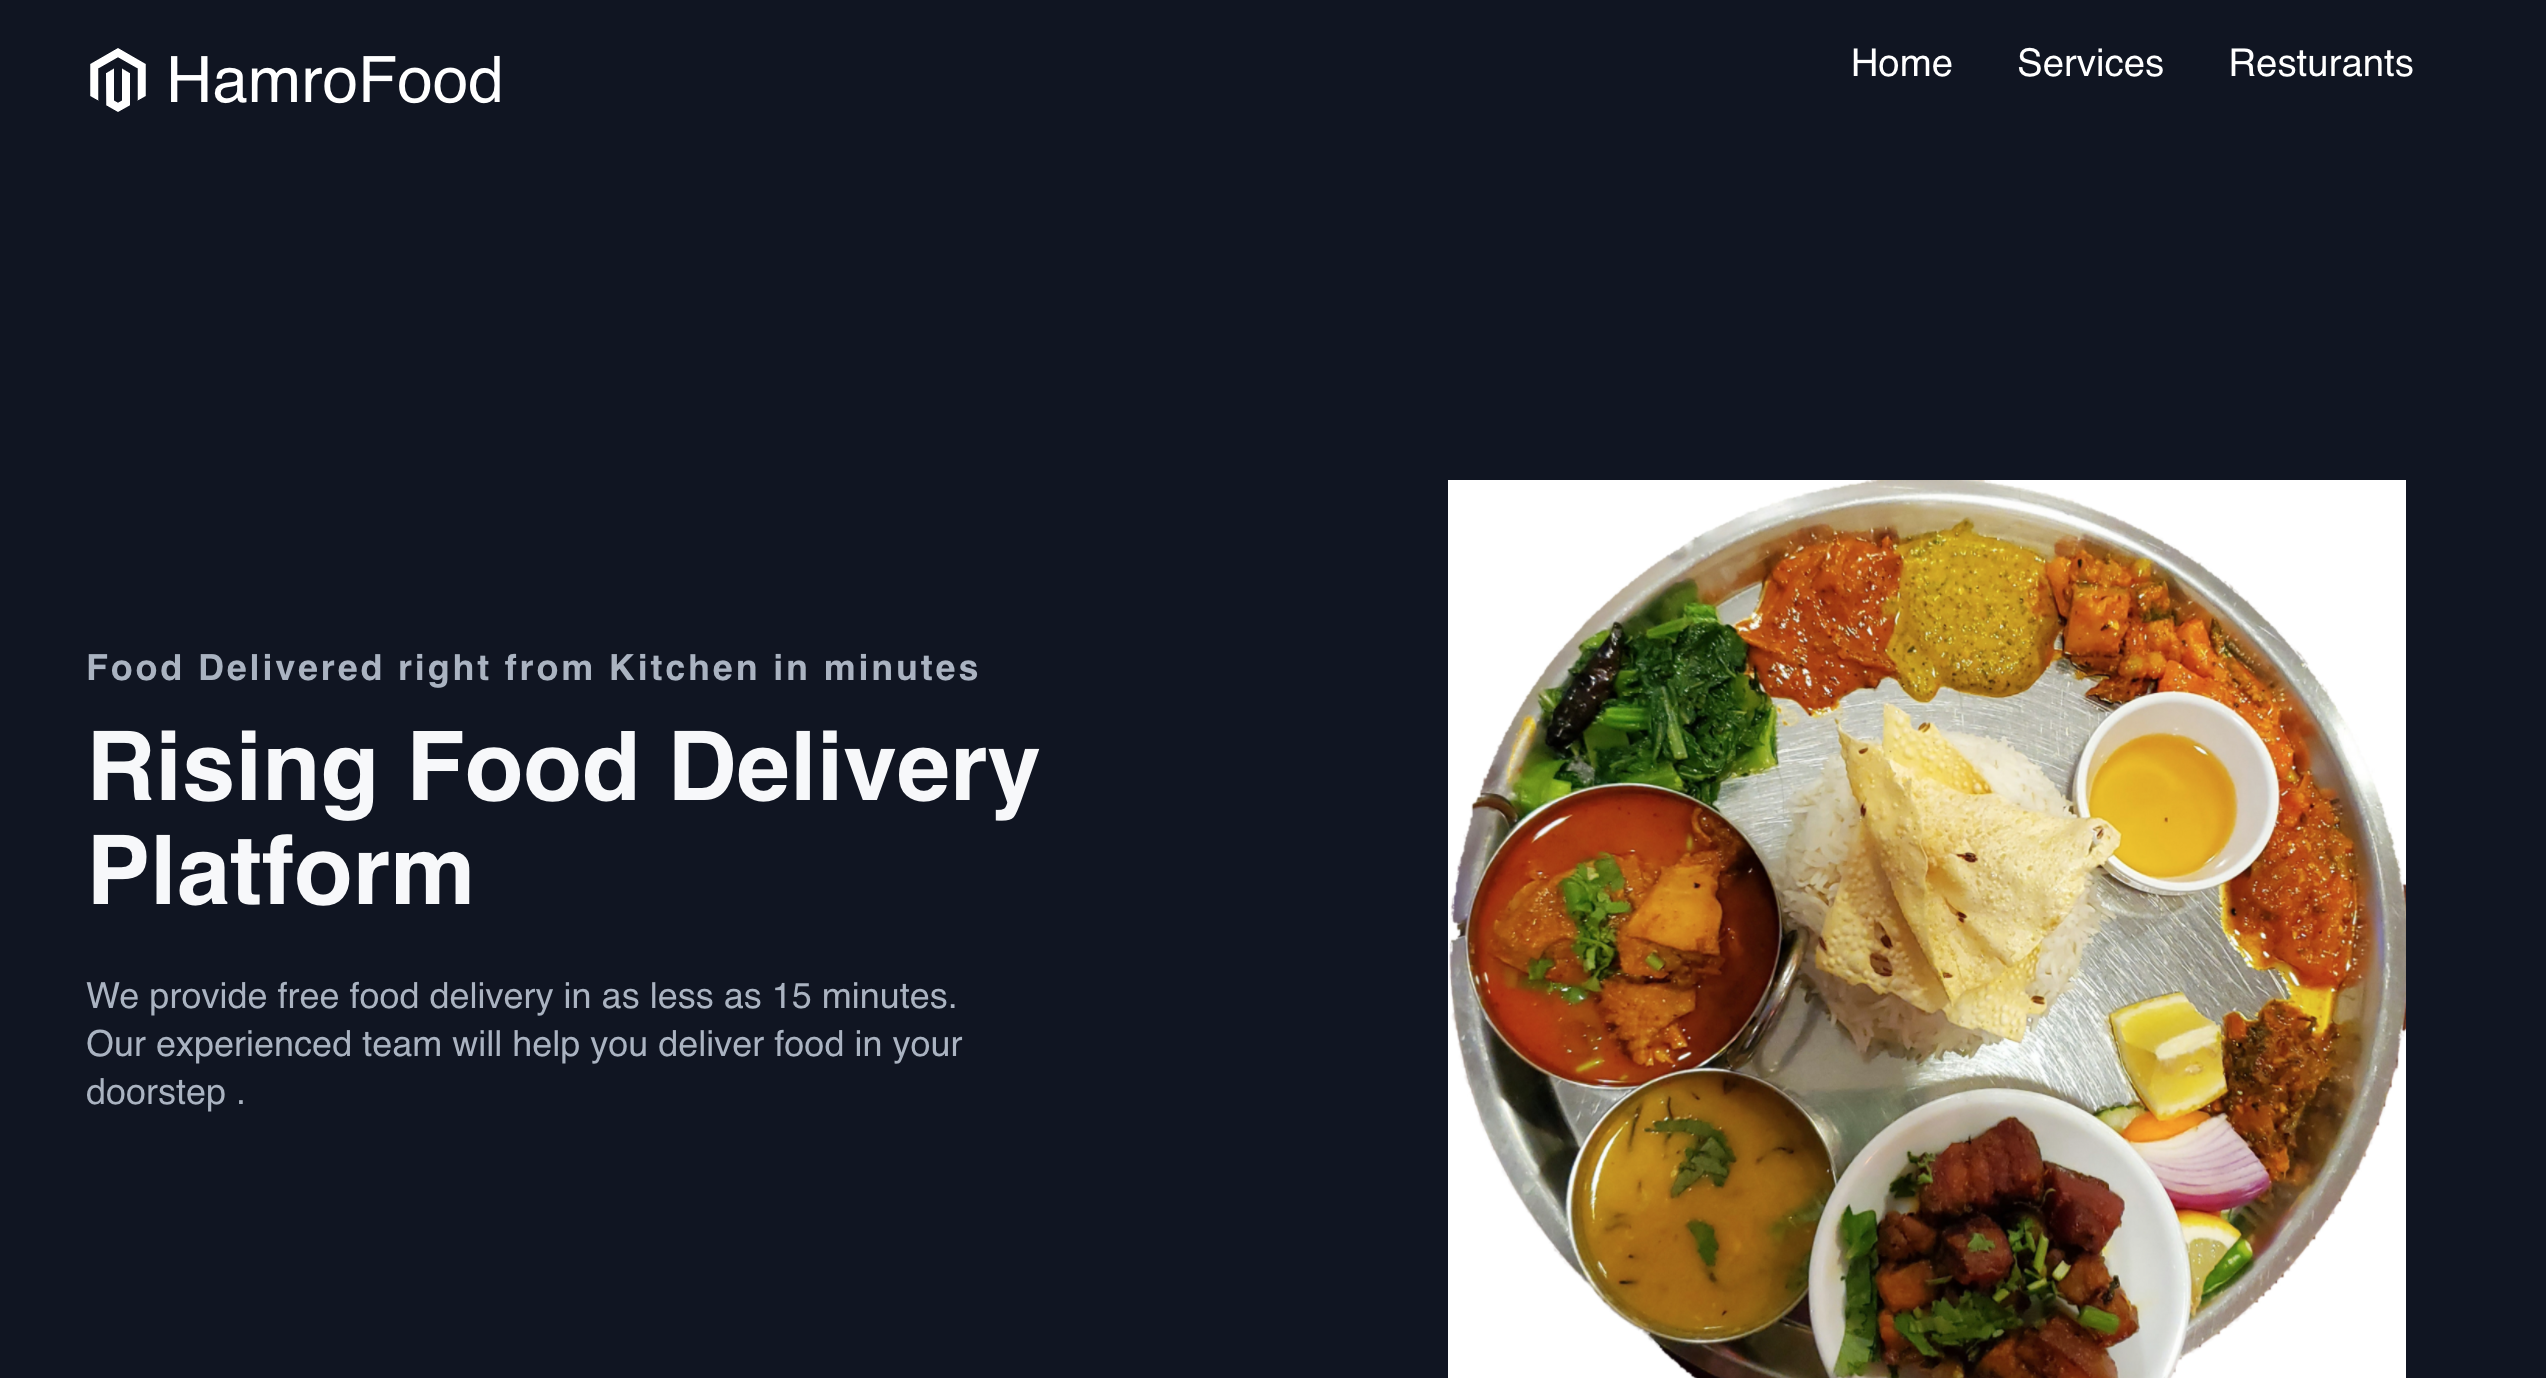 HamroFood
Home Services Resturants
Food Delivered right from Kitchen in minutes
Rising Food Delivery
Platform
We provide free food delivery in as less as 15 minutes.
Our experienced team will help you deliver food in your
doorstep .